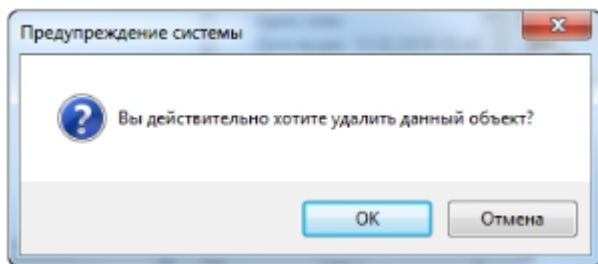 Предупреждение системы
Вы действительно хотите удалить данный объект?
OK
Отмена